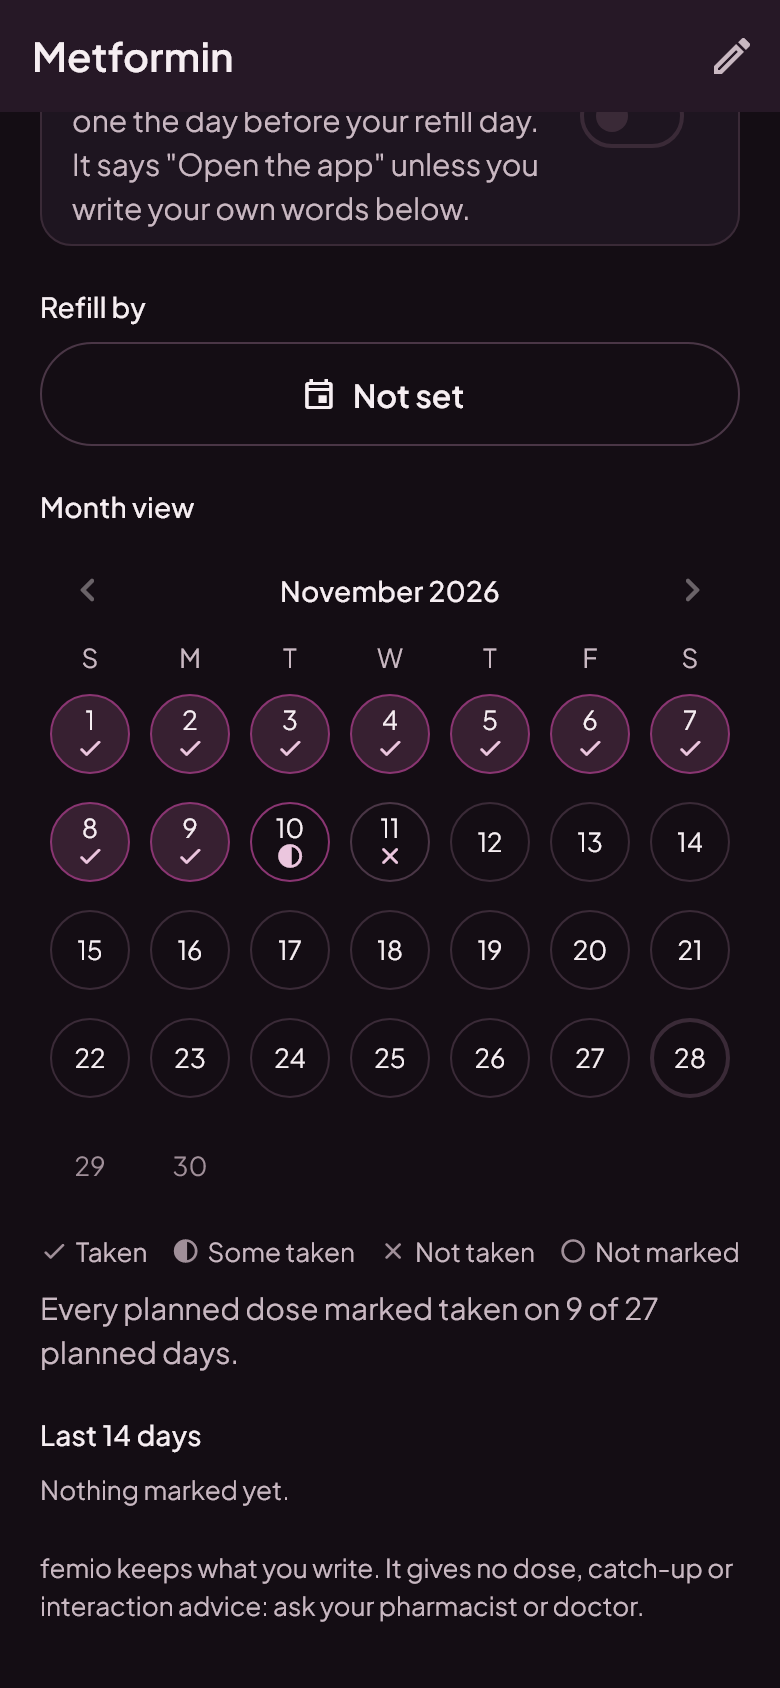 Metformin
one the day before your refill day.
It says "Open the app" unless you
write your own words below.
Refill by
Not set
Month view
November 2026
S M T W T F S
1 2 3 4 5 6 7
8 9 10 11 12 13 14
15 16 17 18 19 20 21
22 23 24 25 26 27 28
29 30
Taken Some taken Not taken Not marked
Every planned dose marked taken on 9 of 27
planned days.
Last 14 days
Nothing marked yet.
femio keeps what you write. It gives no dose, catch-up or
interaction advice: ask your pharmacist or doctor.